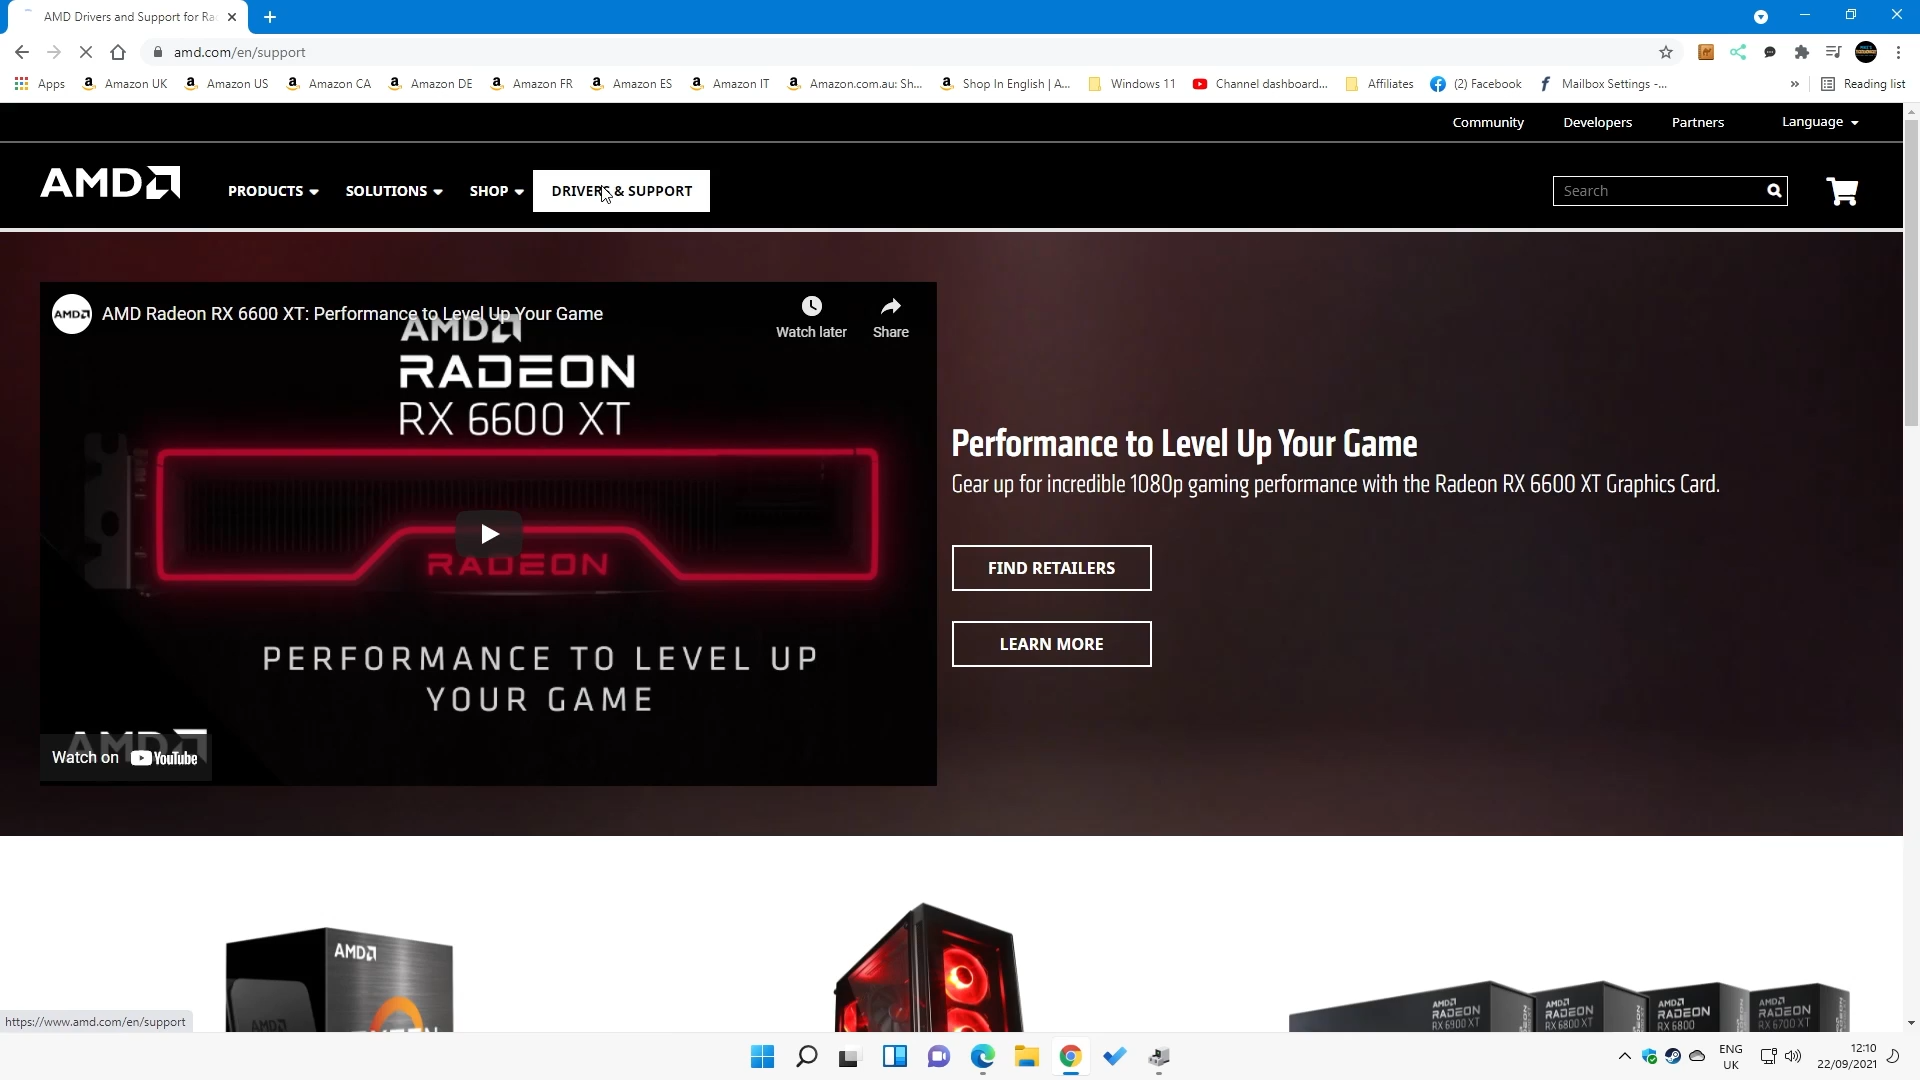 AMD Drivers and Support for Ra
amd.com/en/support
Apps
Amazon UK
Amazon US
Amazon CA
Amazon DE
Amazon FR
Amazon ES
Amazon IT
Amazon.com.au: Sh...
Shop In English | A...
Windows 11
Channel dashboard...
Affiliates
(2) Facebook
Mailbox Settings -...
»
Reading list
Community
Developers
Partners
Language
AMD
PRODUCTS
SOLUTIONS
SHOP
DRIVERS & SUPPORT
Search
AMD
AMD Radeon RX 6600 XT: Performance to Level Up Your Game
Watch later
Share
AMD
RADEON
RX 6600 XT
RADEON
PERFORMANCE TO LEVEL UP
YOUR GAME
AMD
Watch on YouTube
Performance to Level Up Your Game
Gear up for incredible 1080p gaming performance with the Radeon RX 6600 XT Graphics Card.
FIND RETAILERS
LEARN MORE
AMD
AMD
RYZEN
AMD
RADEON
RX 6900 XT
AMD
RADEON
RX 6800 XT
AMD
RADEON
RX 6800
AMD
RADEON
RX 6700 XT
https://www.amd.com/en/support
ENG
UK
12:10
22/09/2021